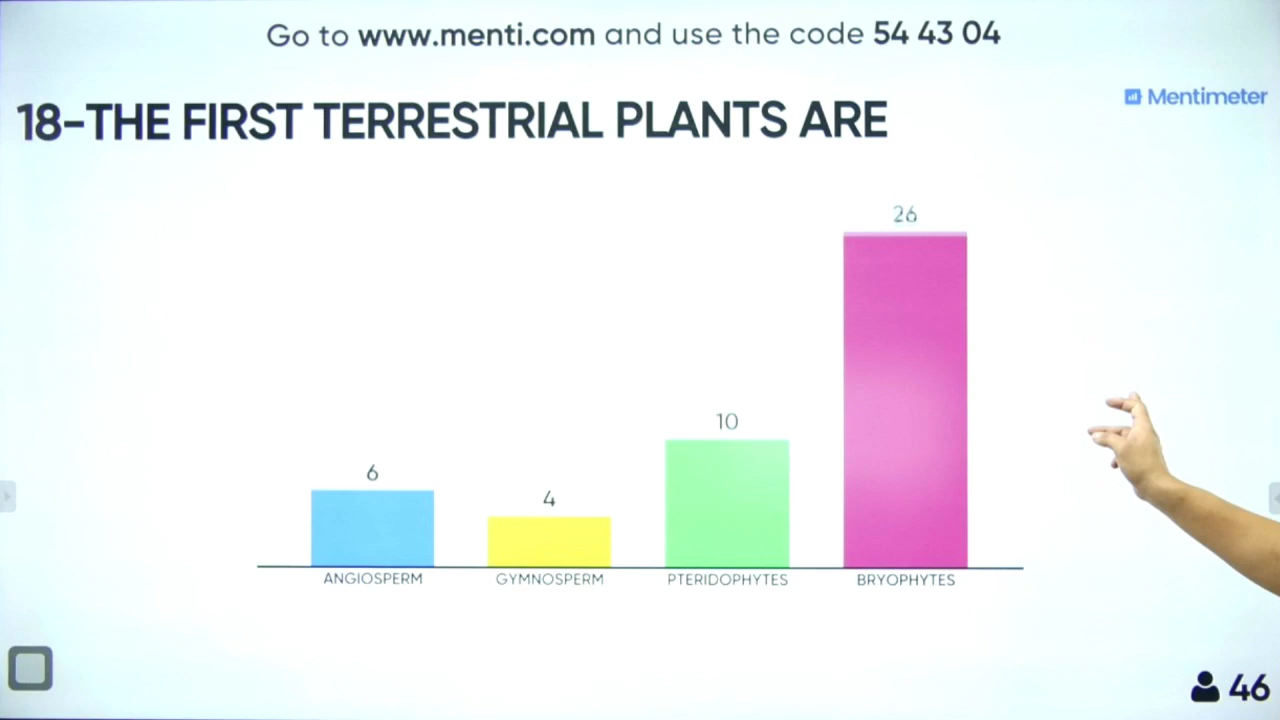 Go to www.menti.com and use the code 54 43 04
Mentimeter
18-THE FIRST TERRESTRIAL PLANTS ARE
26
10
6
4
ANGIOSPERM GYMNOSPERM PTERIDOPHYTES BRYOPHYTES
46